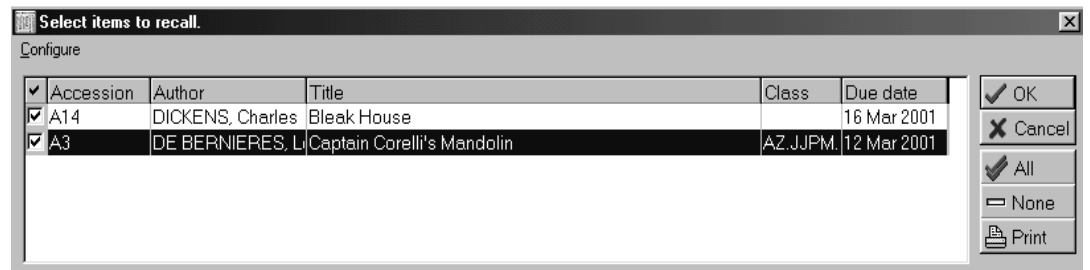 Select items to recall.
Configure
Accession Author Title Class Due date
A14 DICKENS, Charles Bleak House 16 Mar 2001
A3 DE BERNIERES, L Captain Corelli's Mandolin AZ.JJPM. 12 Mar 2001
OK
Cancel
All
None
Print